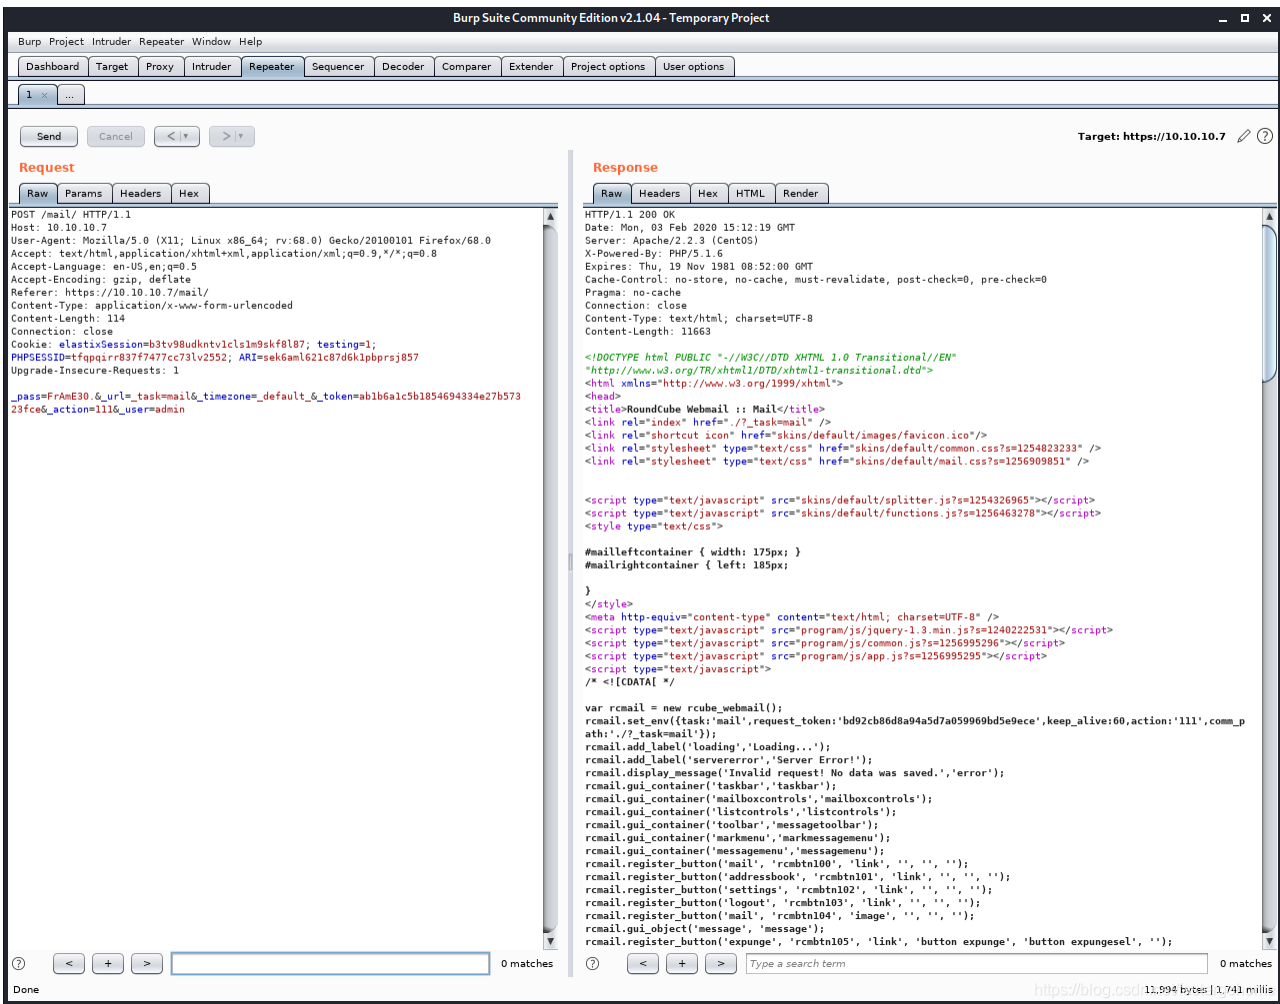 Burp Suite Community Edition v2.1.04 - Temporary Project
Burp Project Intruder Repeater Window Help
Dashboard Target Proxy Intruder Repeater Sequencer Decoder Comparer Extender Project options User options
1 × ...
Send Cancel < ▼ > ▼ Target: https://10.10.10.7 ?
Request
Raw Params Headers Hex
POST /mail/ HTTP/1.1
Host: 10.10.10.7
User-Agent: Mozilla/5.0 (X11; Linux x86_64; rv:68.0) Gecko/20100101 Firefox/68.0
Accept: text/html,application/xhtml+xml,application/xml;q=0.9,*/*;q=0.8
Accept-Language: en-US,en;q=0.5
Accept-Encoding: gzip, deflate
Referer: https://10.10.10.7/mail/
Content-Type: application/x-www-form-urlencoded
Content-Length: 114
Connection: close
Cookie: elastixSession=b3tv98udkntv1cls1m9skf8l87; testing=1;
PHPSESSID=tfqpqirr837f7477cc73lv2552; ARI=sek6aml621c87d6k1pbprsj857
Upgrade-Insecure-Requests: 1
_pass=FrAmE30.&_url=_task=mail&_timezone=_default_&_token=ab1b6a1c5b1854694334e27b573
23fce&_action=111&_user=admin
? < + > 0 matches
Response
Raw Headers Hex HTML Render
HTTP/1.1 200 OK
Date: Mon, 03 Feb 2020 15:12:19 GMT
Server: Apache/2.2.3 (CentOS)
X-Powered-By: PHP/5.1.6
Expires: Thu, 19 Nov 1981 08:52:00 GMT
Cache-Control: no-store, no-cache, must-revalidate, post-check=0, pre-check=0
Pragma: no-cache
Connection: close
Content-Type: text/html; charset=UTF-8
Content-Length: 11663
<!DOCTYPE html PUBLIC "-//W3C//DTD XHTML 1.0 Transitional//EN"
"http://www.w3.org/TR/xhtml1/DTD/xhtml1-transitional.dtd">
<html xmlns="http://www.w3.org/1999/xhtml">
<head>
<title>RoundCube Webmail :: Mail</title>
<link rel="index" href="./?_task=mail" />
<link rel="shortcut icon" href="skins/default/images/favicon.ico"/>
<link rel="stylesheet" type="text/css" href="skins/default/common.css?s=1254823233" />
<link rel="stylesheet" type="text/css" href="skins/default/mail.css?s=1256909851" />
<script type="text/javascript" src="skins/default/splitter.js?s=1254326965"></script>
<script type="text/javascript" src="skins/default/functions.js?s=1256463278"></script>
<style type="text/css">
#mailleftcontainer { width: 175px; }
#mailrightcontainer { left: 185px;
}
</style>
<meta http-equiv="content-type" content="text/html; charset=UTF-8" />
<script type="text/javascript" src="program/js/jquery-1.3.min.js?s=1240222531"></script>
<script type="text/javascript" src="program/js/common.js?s=1256995296"></script>
<script type="text/javascript" src="program/js/app.js?s=1256995295"></script>
<script type="text/javascript">
/* <![CDATA[ */
var rcmail = new rcube_webmail();
rcmail.set_env({task:'mail',request_token:'bd92cb86d8a94a5d7a059969bd5e9ece',keep_alive:60,action:'111',comm_p
ath:'./?_task=mail'});
rcmail.add_label('loading','Loading...');
rcmail.add_label('servererror','Server Error!');
rcmail.display_message('Invalid request! No data was saved.','error');
rcmail.gui_container('taskbar','taskbar');
rcmail.gui_container('mailboxcontrols','mailboxcontrols');
rcmail.gui_container('listcontrols','listcontrols');
rcmail.gui_container('toolbar','messagetoolbar');
rcmail.gui_container('markmenu','markmessagemenu');
rcmail.gui_container('messagemenu','messagemenu');
rcmail.register_button('mail', 'rcmbtn100', 'link', '', '', '');
rcmail.register_button('addressbook', 'rcmbtn101', 'link', '', '', '');
rcmail.register_button('settings', 'rcmbtn102', 'link', '', '', '');
rcmail.register_button('logout', 'rcmbtn103', 'link', '', '', '');
rcmail.register_button('mail', 'rcmbtn104', 'image', '', '', '');
rcmail.gui_object('message', 'message');
rcmail.register_button('expunge', 'rcmbtn105', 'link', 'button expunge', 'button expungesel', '');
? < + > Type a search term 0 matches
Done
11,994 bytes | 1,741 millis